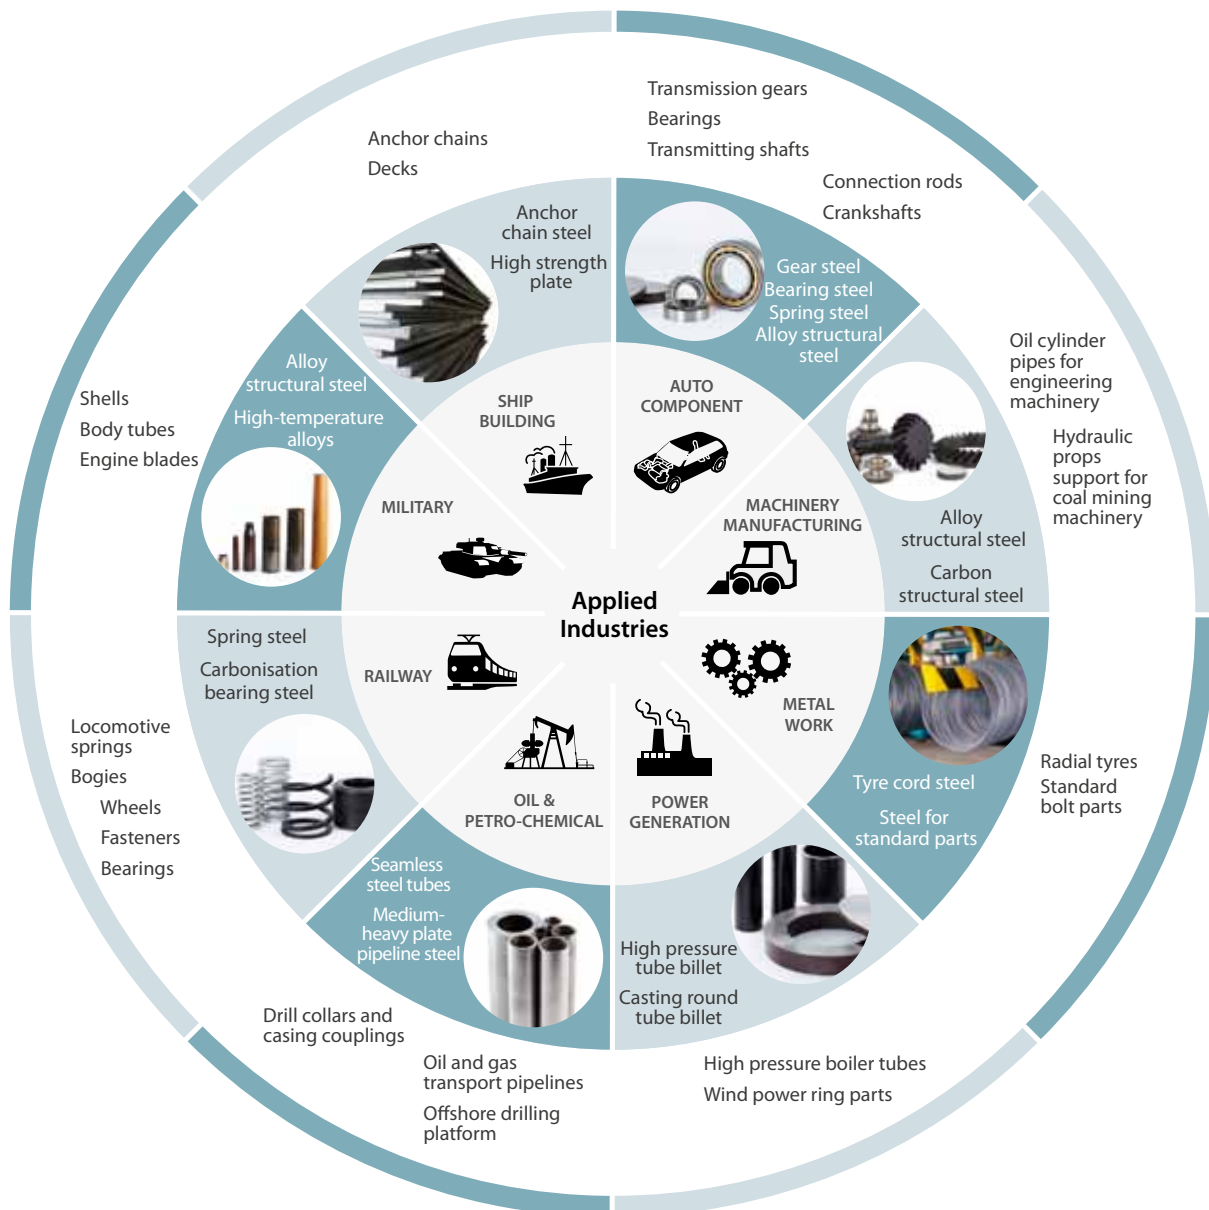 Applied
Industries
AUTO
COMPONENT
Gear steel
Bearing steel
Spring steel
Alloy structural
steel
Transmission gears
Bearings
Transmitting shafts
Connection rods
Crankshafts
MACHINERY
MANUFACTURING
Alloy
structural steel
Carbon
structural steel
Oil cylinder
pipes for
engineering
machinery
Hydraulic
props
support for
coal mining
machinery
METAL
WORK
Tyre cord steel
Steel for
standard parts
Radial tyres
Standard
bolt parts
POWER
GENERATION
High pressure
tube billet
Casting round
tube billet
High pressure boiler tubes
Wind power ring parts
OIL &
PETRO-CHEMICAL
Seamless
steel tubes
Medium-
heavy plate
pipeline steel
Drill collars and
casing couplings
Oil and gas
transport pipelines
Offshore drilling
platform
RAILWAY
Spring steel
Carbonisation
bearing steel
Locomotive
springs
Bogies
Wheels
Fasteners
Bearings
MILITARY
Alloy
structural steel
High-temperature
alloys
Shells
Body tubes
Engine blades
SHIP
BUILDING
Anchor
chain steel
High strength
plate
Anchor chains
Decks